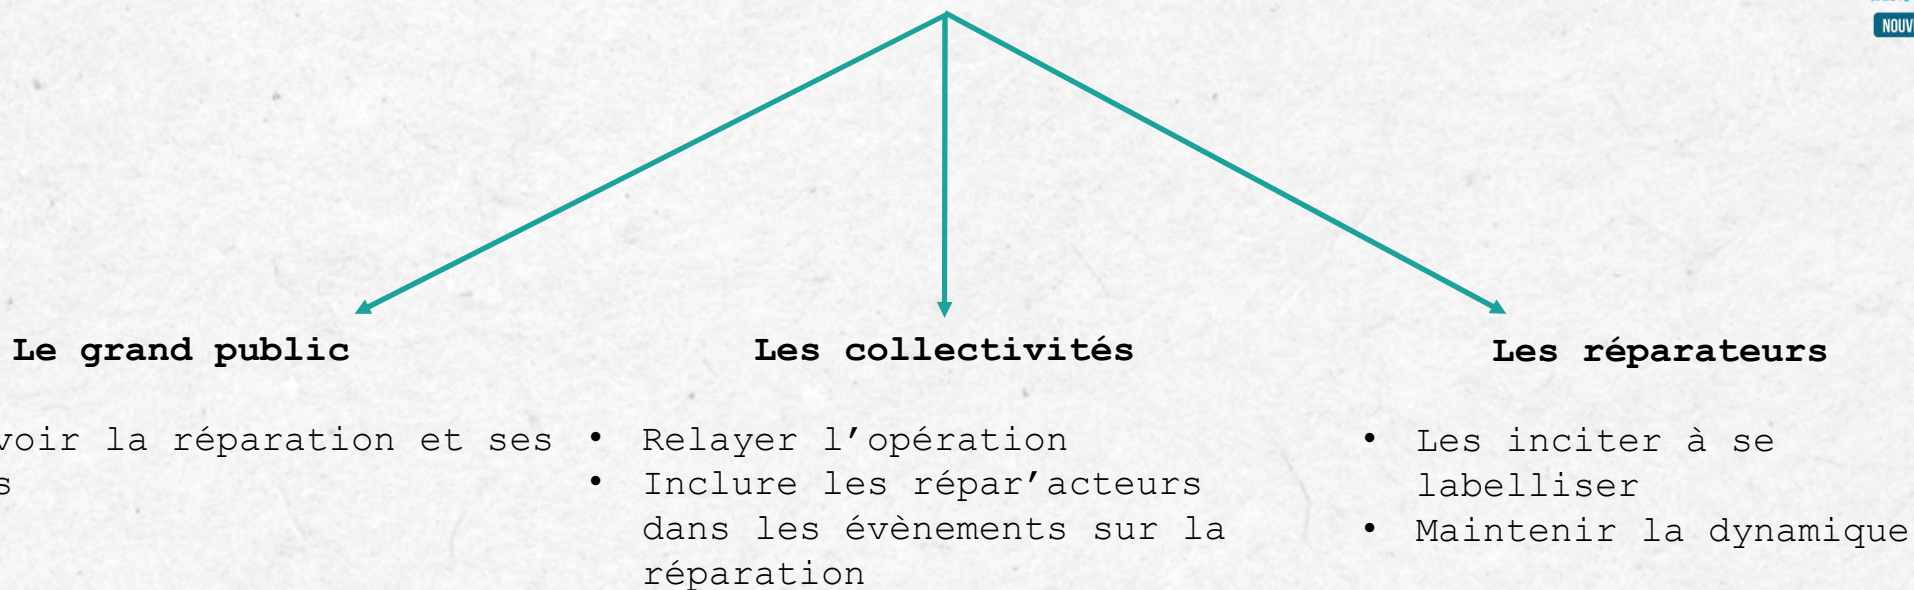 NOUV
Le grand public
Les collectivités
Les réparateurs
voir la réparation et ses
s
• Relayer l’opération
• Inclure les répar’acteurs
dans les évènements sur la
réparation
• Les inciter à se
labelliser
• Maintenir la dynamique